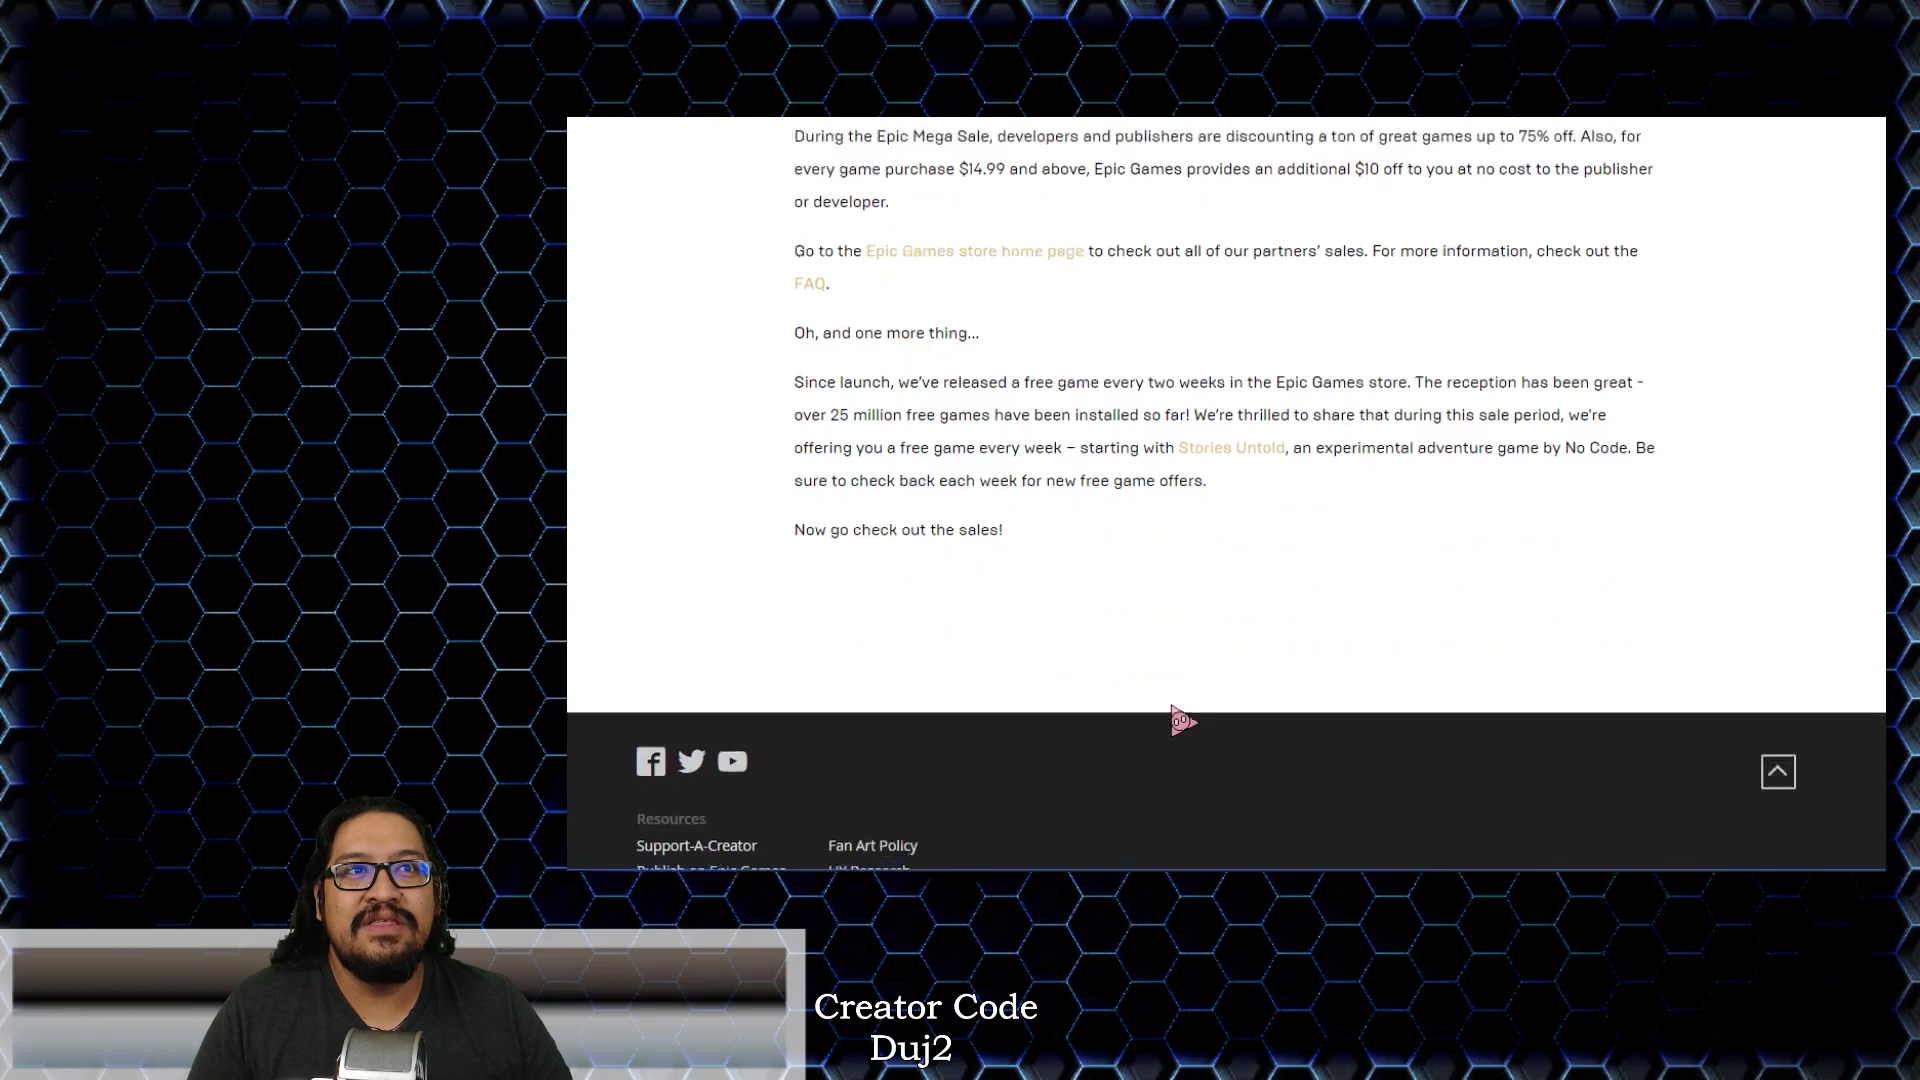 During the Epic Mega Sale, developers and publishers are discounting a ton of great games up to 75% off. Also, for
every game purchase $14.99 and above, Epic Games provides an additional $10 off to you at no cost to the publisher
or developer.
Go to the Epic Games store home page to check out all of our partners’ sales. For more information, check out the
FAQ.
Oh, and one more thing...
Since launch, we’ve released a free game every two weeks in the Epic Games store. The reception has been great -
over 25 million free games have been installed so far! We’re thrilled to share that during this sale period, we're
offering you a free game every week – starting with Stories Untold, an experimental adventure game by No Code. Be
sure to check back each week for new free game offers.
Now go check out the sales!
Resources
Support-A-Creator Fan Art Policy
Publish on Epic Games UX Research
Creator Code
Duj2